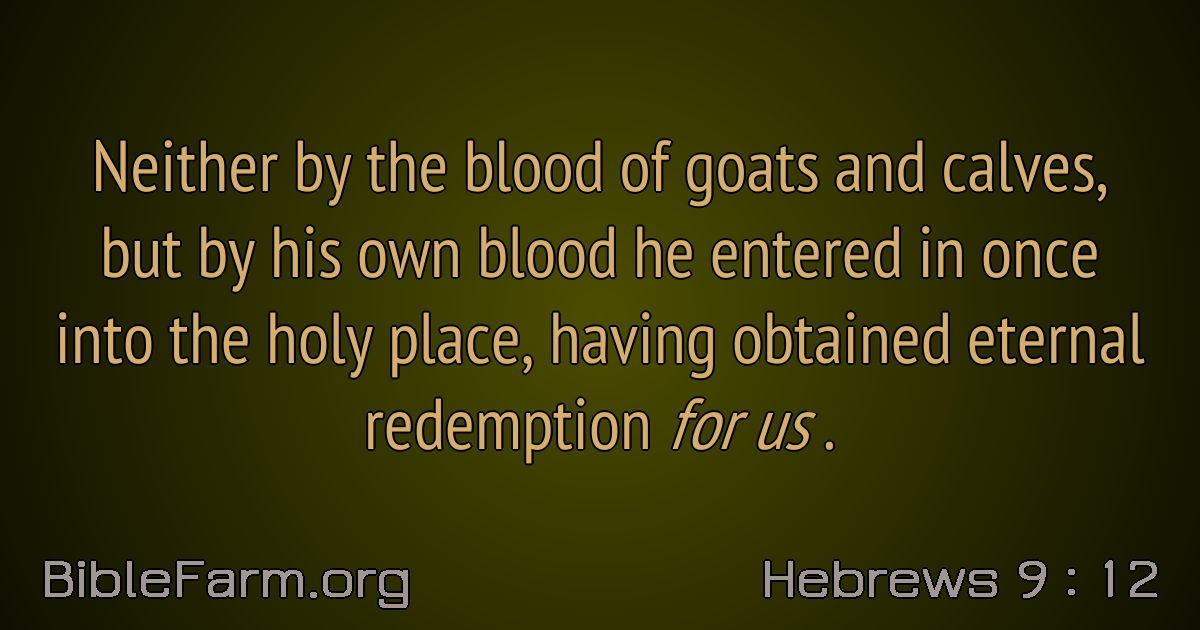 Neither by the blood of goats and calves,
but by his own blood he entered in once
into the holy place, having obtained eternal
redemption for us .
BibleFarm.org
Hebrews 9 : 12